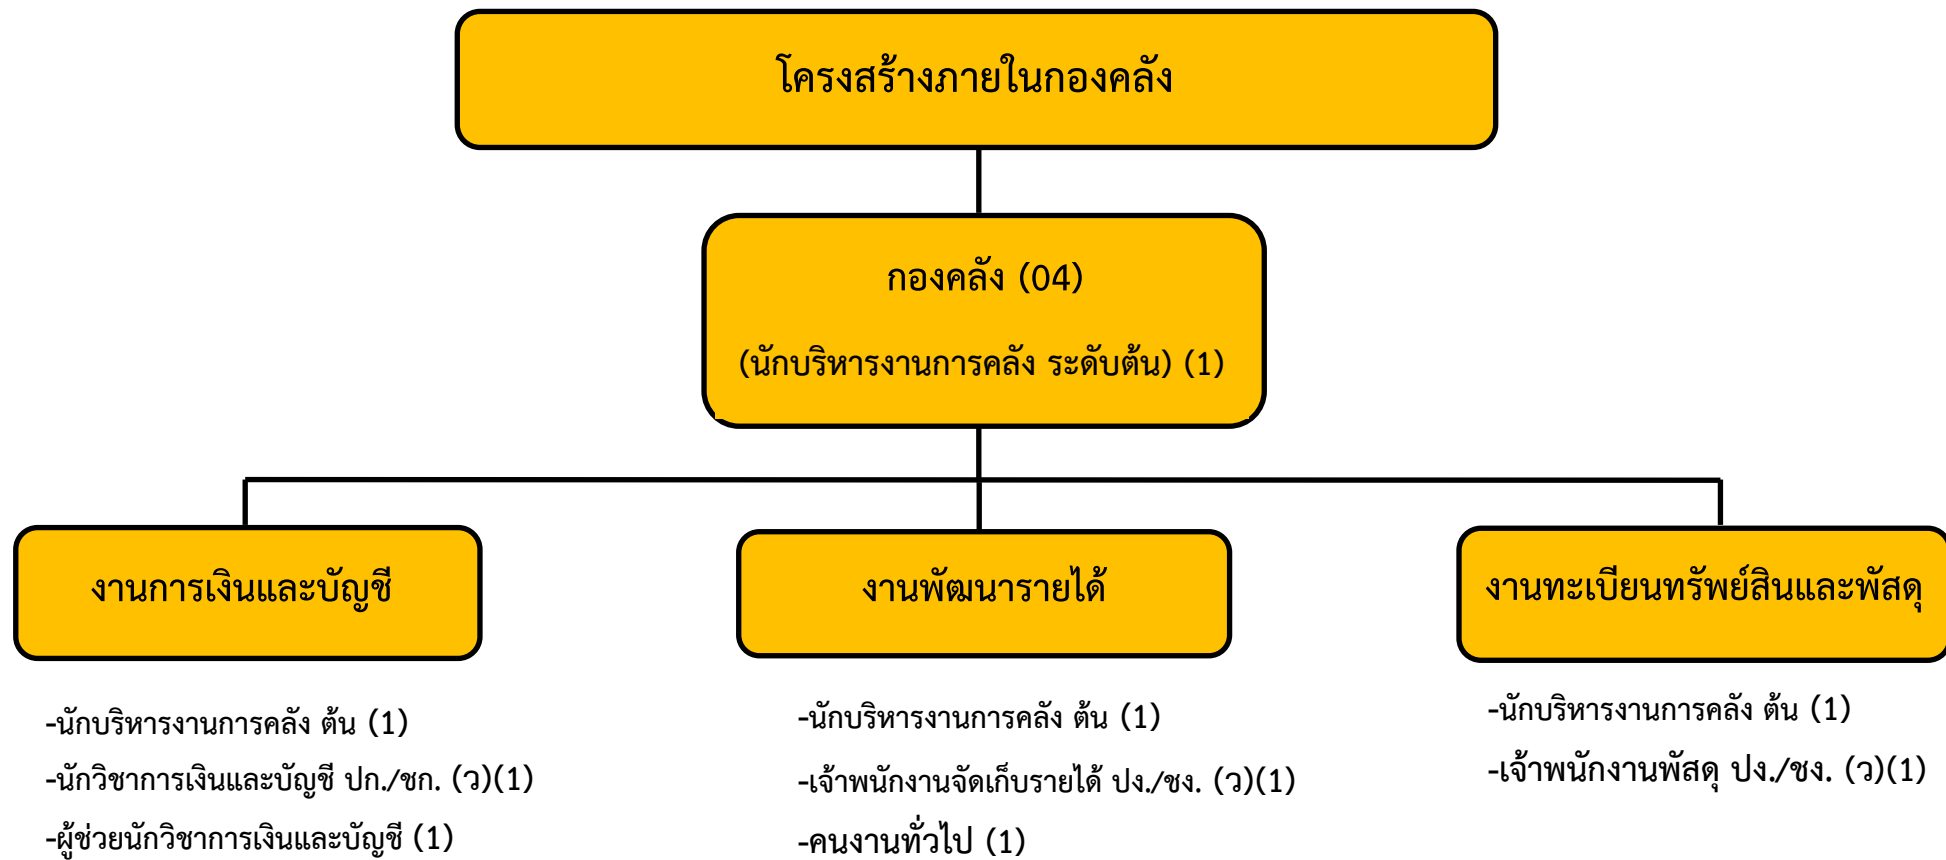 โครงสร้างภายในกองคลัง
กองคลัง (04)
(นักบริหารงานการคลัง ระดับต้น) (1)
งานการเงินและบัญชี
-นักบริหารงานการคลัง ต้น (1)
-นักวิชาการเงินและบัญชี ปก./ชก. (ว)(1)
-ผู้ช่วยนักวิชาการเงินและบัญชี (1)
งานพัฒนารายได้
-นักบริหารงานการคลัง ต้น (1)
-เจ้าพนักงานจัดเก็บรายได้ ปง./ชง. (ว)(1)
-คนงานทั่วไป (1)
งานทะเบียนทรัพย์สินและพัสดุ
-นักบริหารงานการคลัง ต้น (1)
-เจ้าพนักงานพัสดุ ปง./ชง. (ว)(1)